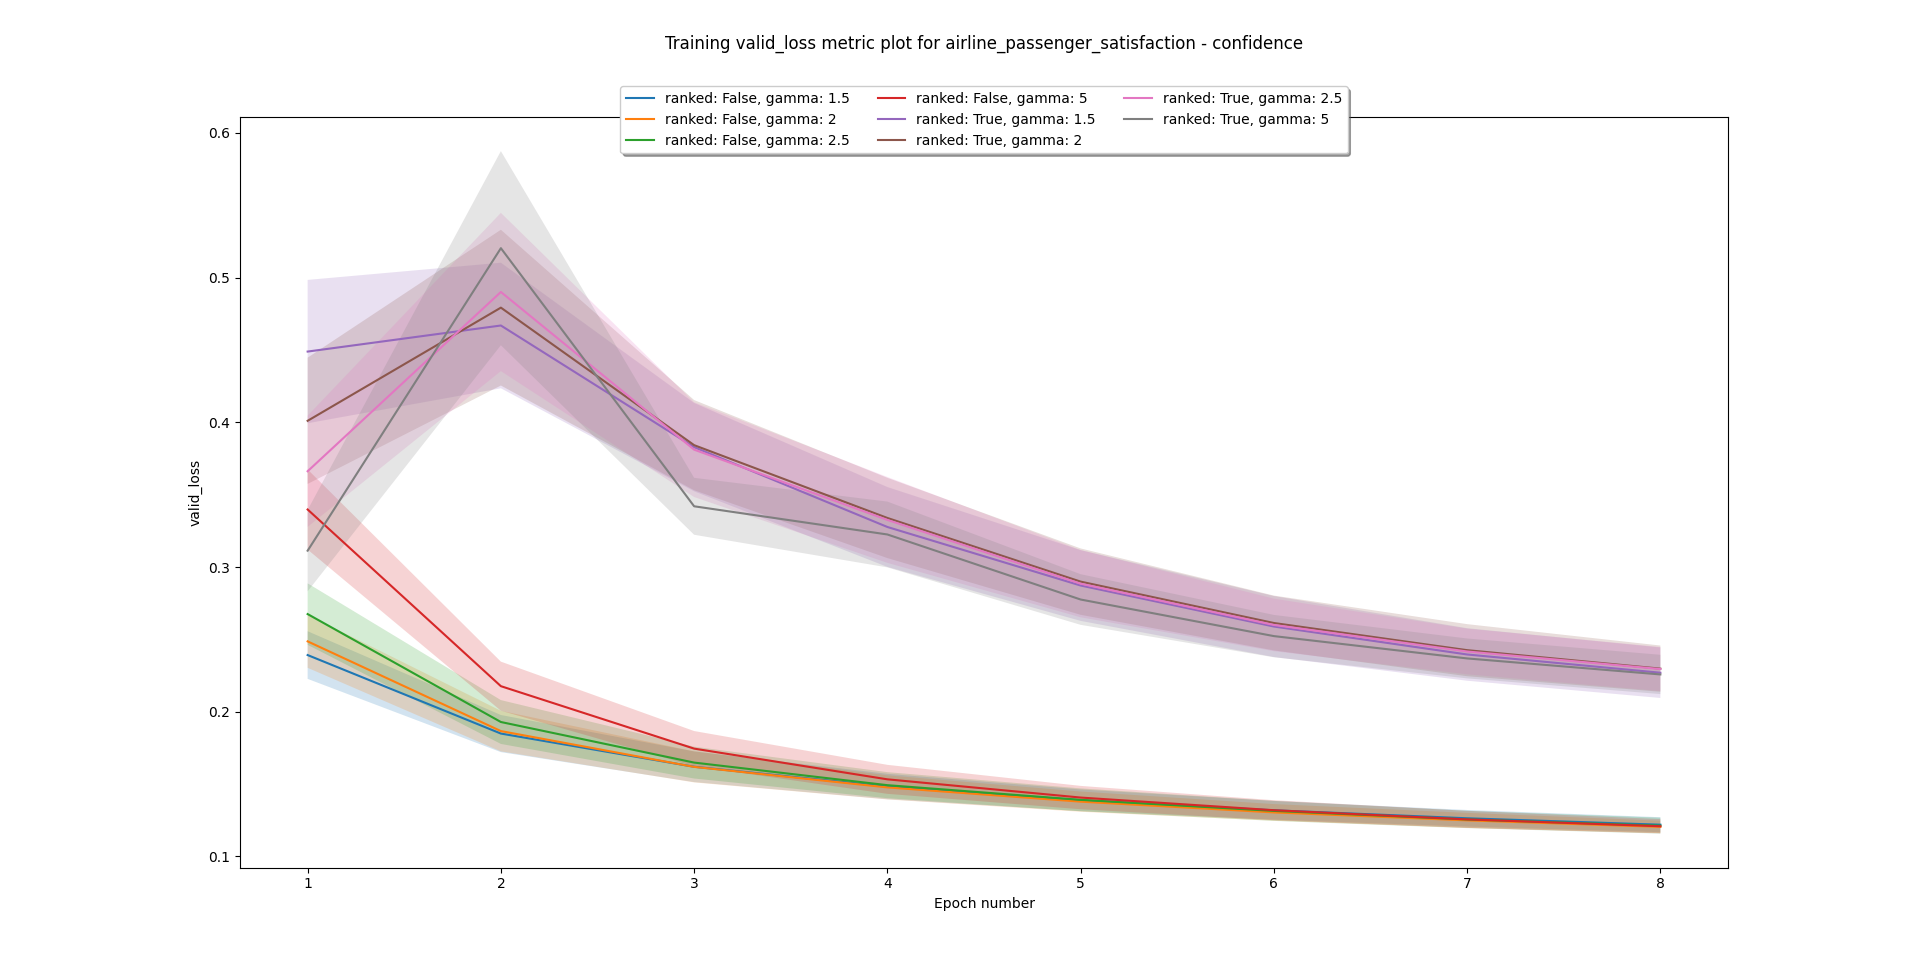 Training valid_loss metric plot for airline_passenger_satisfaction - confidence
ranked: False, gamma: 1.5
ranked: False, gamma: 2
ranked: False, gamma: 2.5
ranked: False, gamma: 5
ranked: True, gamma: 1.5
ranked: True, gamma: 2
ranked: True, gamma: 2.5
ranked: True, gamma: 5
0.6
0.5
0.4
0.3
0.2
0.1
valid_loss
1 2 3 4 5 6 7 8
Epoch number